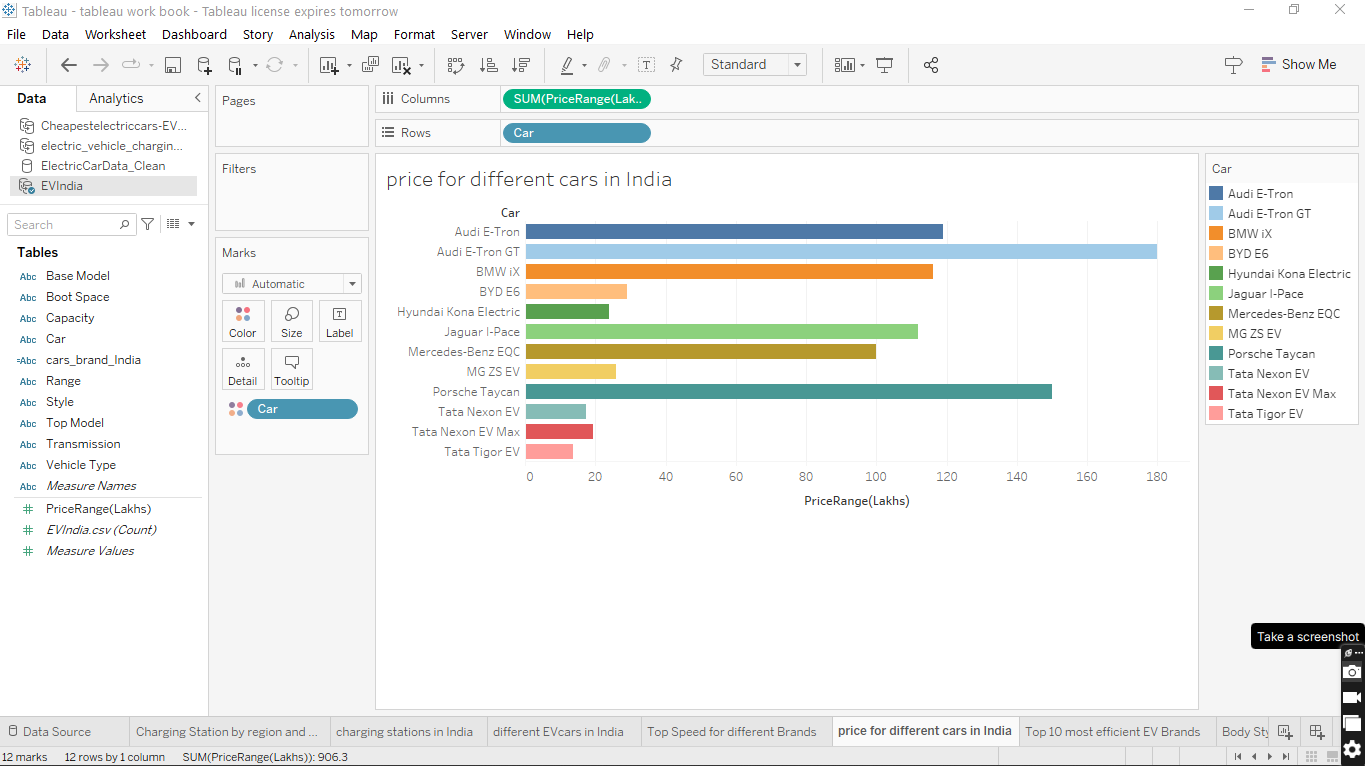 Tableau - tableau work book - Tableau license expires tomorrow
File Data Worksheet Dashboard Story Analysis Map Format Server Window Help
Standard
Show Me
Data Analytics
Cheapestelectriccars-EV...
electric_vehicle_chargin...
ElectricCarData_Clean
EVIndia
Search
Tables
Abc Base Model
Abc Boot Space
Abc Capacity
Abc Car
=Abc cars_brand_India
Abc Range
Abc Style
Abc Top Model
Abc Transmission
Abc Vehicle Type
Abc Measure Names
# PriceRange(Lakhs)
# EVIndia.csv (Count)
# Measure Values
Pages
Filters
Marks
Automatic
Color Size Label
Detail Tooltip
Car
Columns SUM(PriceRange(Lak..
Rows Car
price for different cars in India
Car
Audi E-Tron
Audi E-Tron GT
BMW iX
BYD E6
Hyundai Kona Electric
Jaguar I-Pace
Mercedes-Benz EQC
MG ZS EV
Porsche Taycan
Tata Nexon EV
Tata Nexon EV Max
Tata Tigor EV
0 20 40 60 80 100 120 140 160 180
PriceRange(Lakhs)
Car
Audi E-Tron
Audi E-Tron GT
BMW iX
BYD E6
Hyundai Kona Electric
Jaguar I-Pace
Mercedes-Benz EQC
MG ZS EV
Porsche Taycan
Tata Nexon EV
Tata Nexon EV Max
Tata Tigor EV
Take a screenshot
Data Source Charging Station by region and ... charging stations in India different EVcars in India Top Speed for different Brands price for different cars in India Top 10 most efficient EV Brands Body Sty
12 marks 12 rows by 1 column SUM(PriceRange(Lakhs)): 906.3